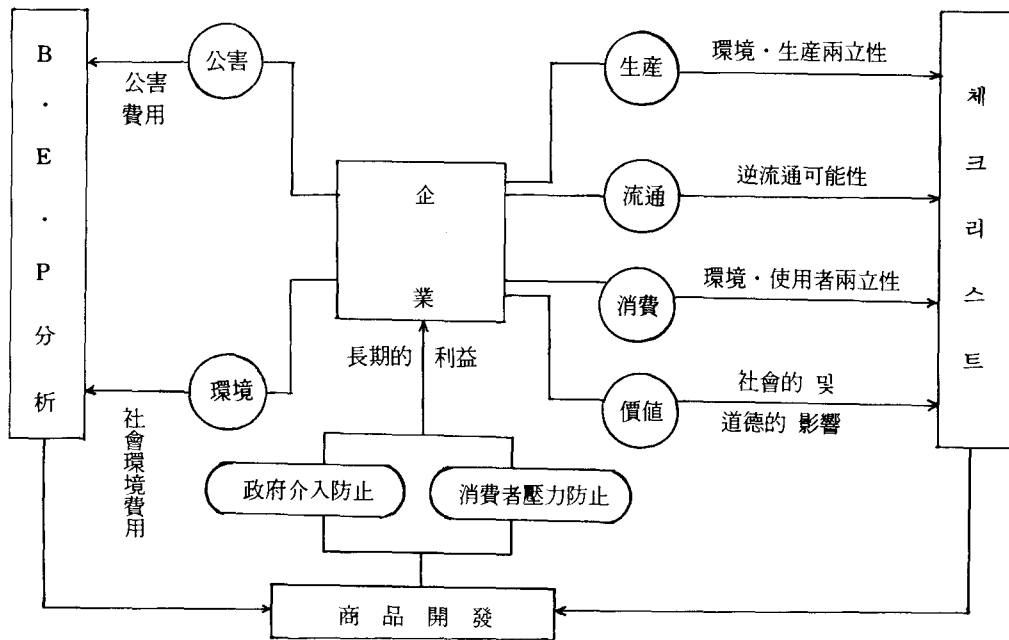 B・E・P分析
公害
公害
費用
環境
社會環境費用
企業
生産
環境・生産兩立性
流通
逆流通可能性
消費
環境・使用者兩立性
價値
社會的 및
道德的 影響
체크리스트
長期的 利益
政府介入防止
消費者壓力防止
商品開發